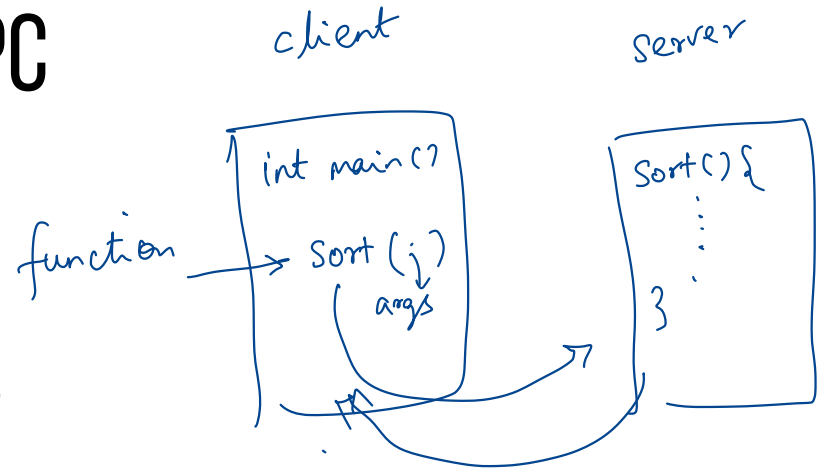 PC
client
server
int main()
sort(){
function
sort (j)
args
}